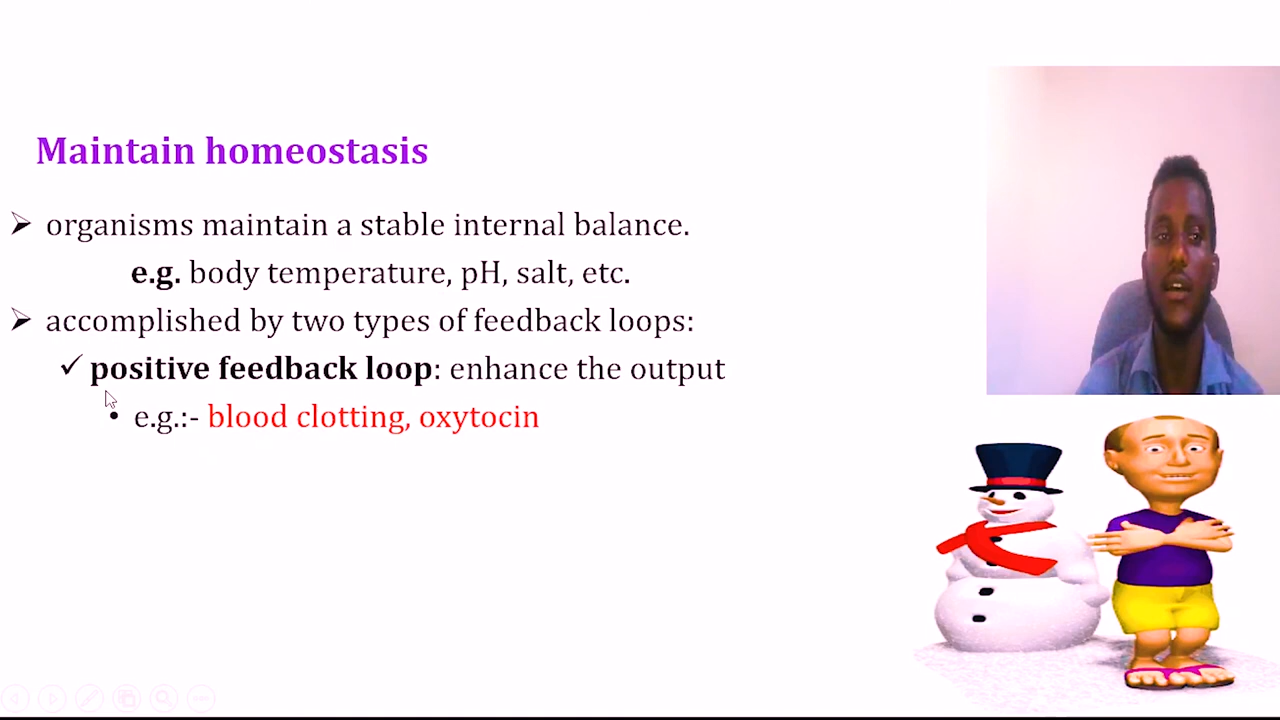 Maintain homeostasis
➢ organisms maintain a stable internal balance.
e.g. body temperature, pH, salt, etc.
➢ accomplished by two types of feedback loops:
✓ positive feedback loop: enhance the output
• e.g.:- blood clotting, oxytocin